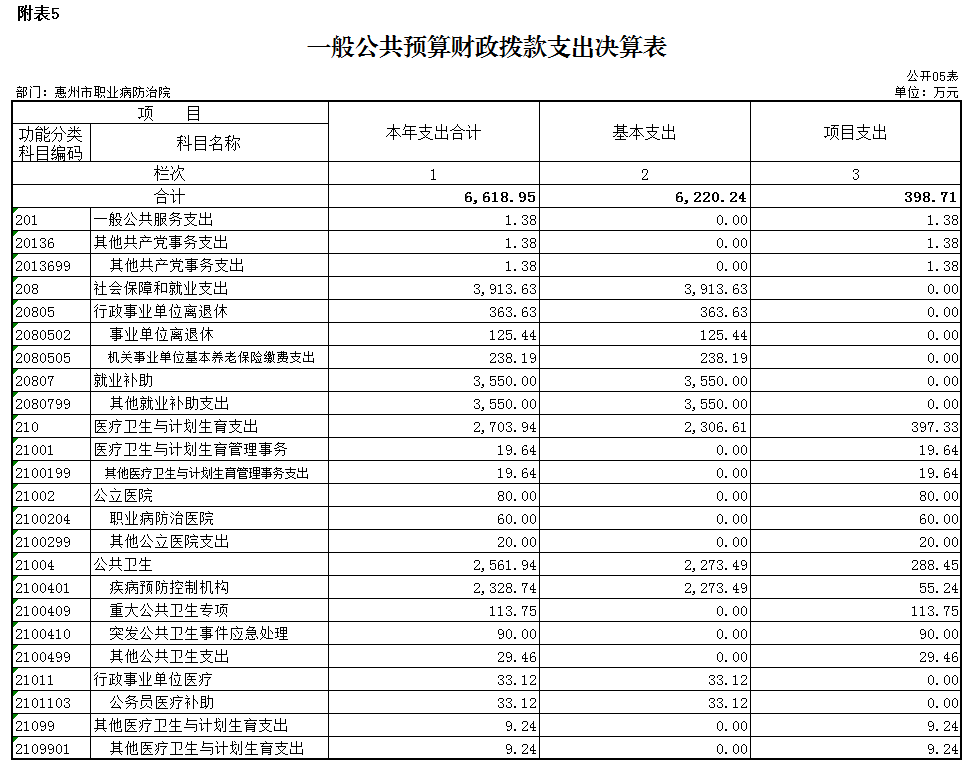 附表5
一般公共预算财政拨款支出决算表
公开05表
部门：惠州市职业病防治院 单位：万元
项 目 本年支出合计 基本支出 项目支出
功能分类科目编码 科目名称
栏次 1 2 3
合计 6,618.95 6,220.24 398.71
201 一般公共服务支出 1.38 0.00 1.38
20136 其他共产党事务支出 1.38 0.00 1.38
2013699 其他共产党事务支出 1.38 0.00 1.38
208 社会保障和就业支出 3,913.63 3,913.63 0.00
20805 行政事业单位离退休 363.63 363.63 0.00
2080502 事业单位离退休 125.44 125.44 0.00
2080505 机关事业单位基本养老保险缴费支出 238.19 238.19 0.00
20807 就业补助 3,550.00 3,550.00 0.00
2080799 其他就业补助支出 3,550.00 3,550.00 0.00
210 医疗卫生与计划生育支出 2,703.94 2,306.61 397.33
21001 医疗卫生与计划生育管理事务 19.64 0.00 19.64
2100199 其他医疗卫生与计划生育管理事务支出 19.64 0.00 19.64
21002 公立医院 80.00 0.00 80.00
2100204 职业病防治医院 60.00 0.00 60.00
2100299 其他公立医院支出 20.00 0.00 20.00
21004 公共卫生 2,561.94 2,273.49 288.45
2100401 疾病预防控制机构 2,328.74 2,273.49 55.24
2100409 重大公共卫生专项 113.75 0.00 113.75
2100410 突发公共卫生事件应急处理 90.00 0.00 90.00
2100499 其他公共卫生支出 29.46 0.00 29.46
21011 行政事业单位医疗 33.12 33.12 0.00
2101103 公务员医疗补助 33.12 33.12 0.00
21099 其他医疗卫生与计划生育支出 9.24 0.00 9.24
2109901 其他医疗卫生与计划生育支出 9.24 0.00 9.24